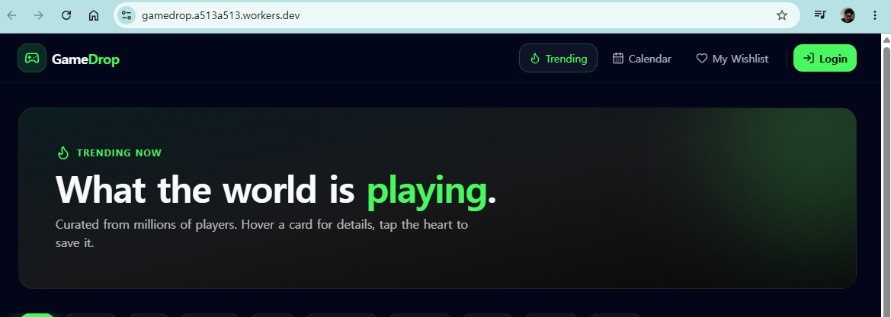 gamedrop.a513a513.workers.dev
GameDrop
Trending
Calendar
My Wishlist
Login
TRENDING NOW
What the world is playing.
Curated from millions of players. Hover a card for details, tap the heart to
save it.